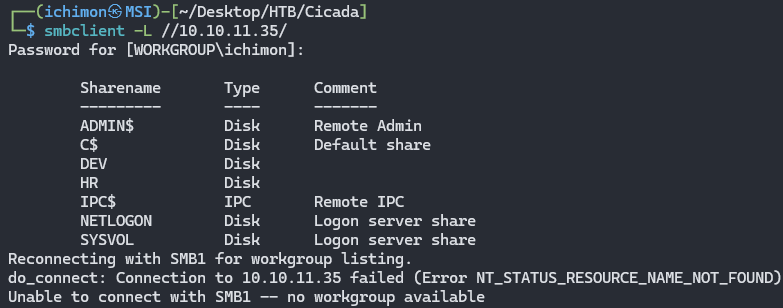 ┌──(ichimon㉿MSI)-[~/Desktop/HTB/Cicada]
└─$ smbclient -L //10.10.11.35/
Password for [WORKGROUP\ichimon]:
Sharename Type Comment
--------- ---- -------
ADMIN$ Disk Remote Admin
C$ Disk Default share
DEV Disk
HR Disk
IPC$ IPC Remote IPC
NETLOGON Disk Logon server share
SYSVOL Disk Logon server share
Reconnecting with SMB1 for workgroup listing.
do_connect: Connection to 10.10.11.35 failed (Error NT_STATUS_RESOURCE_NAME_NOT_FOUND)
Unable to connect with SMB1 -- no workgroup available